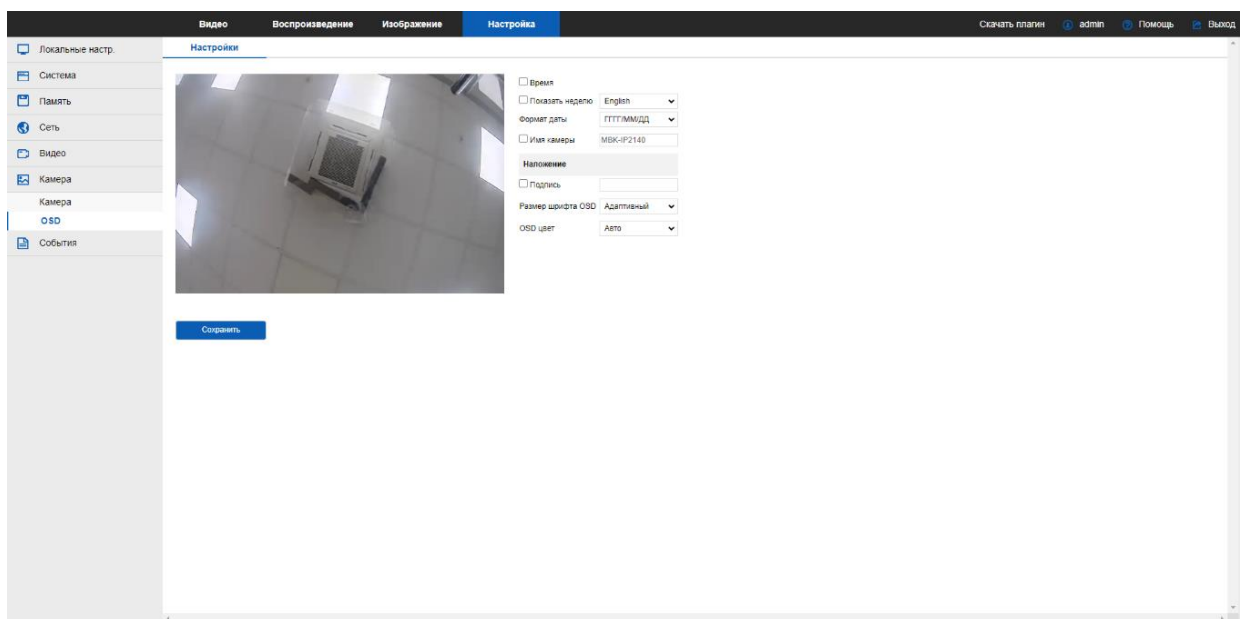 Видео Воспроизведение Изображение Настройка Скачать плагин admin Помощь Выход
Локальные настр.
Система
Память
Сеть
Видео
Камера
Камера
OSD
События
Настройки
Время
Показать неделю English
Формат даты ГГГГ/ММ/ДД
Имя камеры MBK-IP2140
Наложение
Подпись
Размер шрифта OSD Адаптивный
OSD цвет Авто
Сохранить